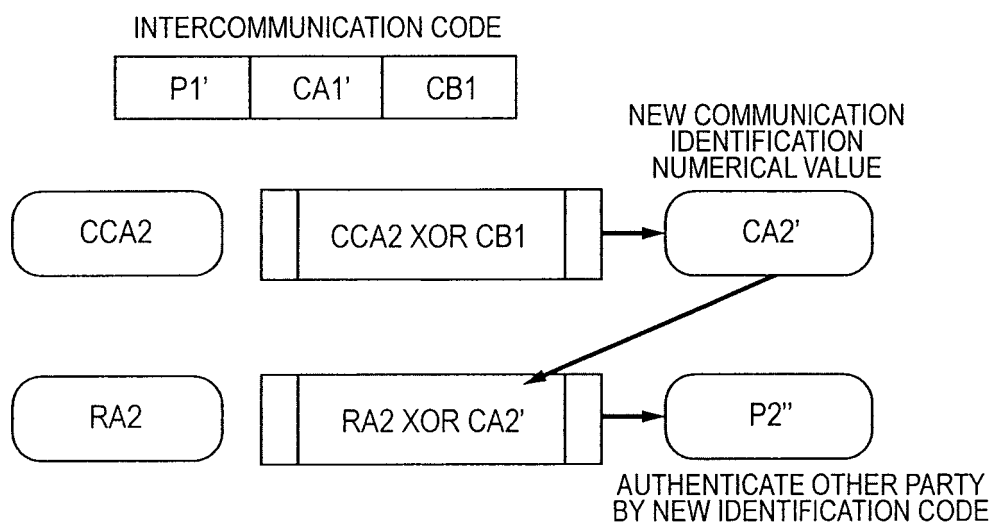 INTERCOMMUNICATION CODE
P1' CA1' CB1
NEW COMMUNICATION
IDENTIFICATION
NUMERICAL VALUE
CCA2 CCA2 XOR CB1 CA2'
RA2 RA2 XOR CA2' P2"
AUTHENTICATE OTHER PARTY
BY NEW IDENTIFICATION CODE